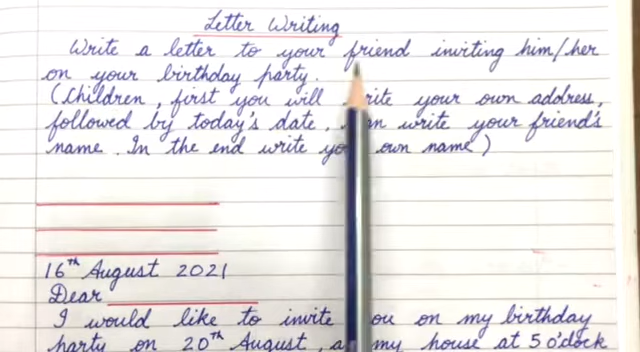 Letter Writing
Write a letter to your friend inviting him/her
on your birthday party.
(Children, first you will your own address,
followed by today's date, write your friend's
name. In the end write own name)
16th August 2021
Dear
I would like to invite on my birthday
party on 20th August, my house at 5 o'clock